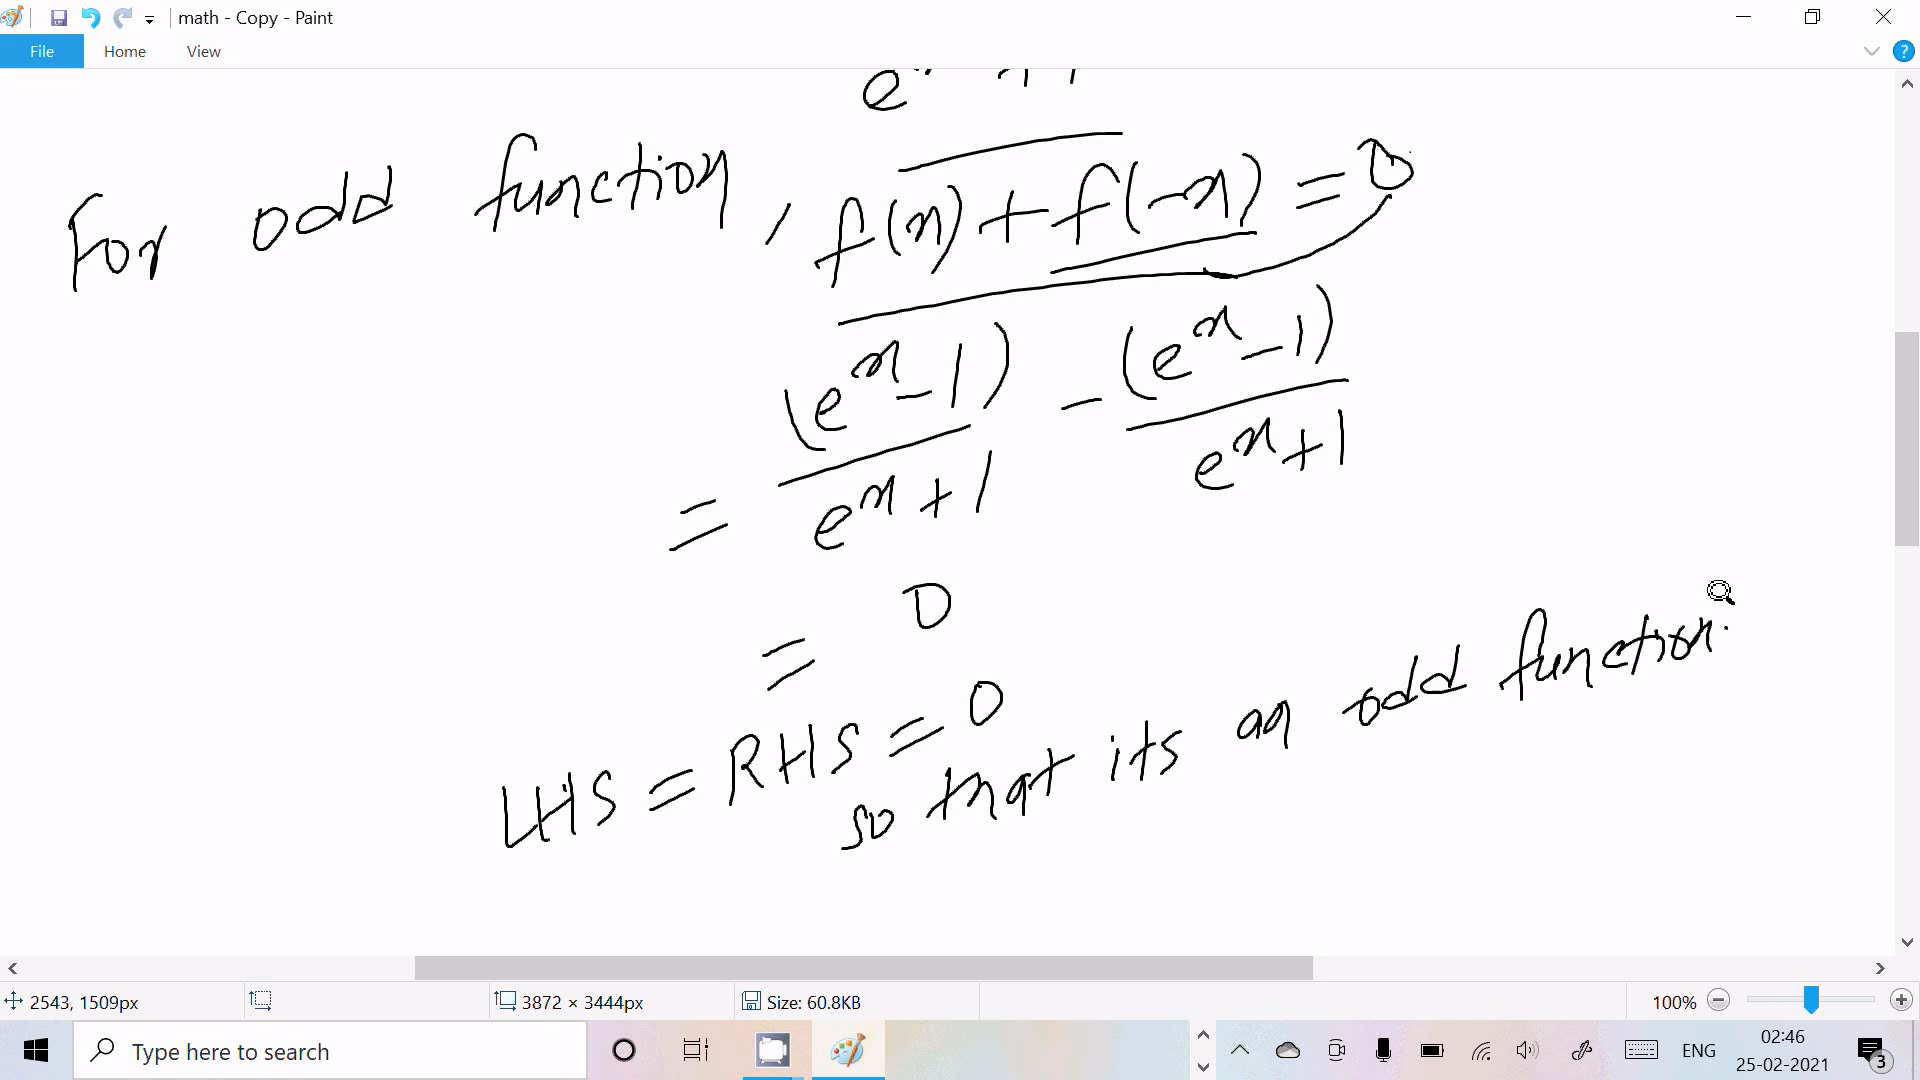 math - Copy - Paint
File Home View
For odd function, f(x) + f(-x) = 0
= (e^x - 1) / (e^x + 1) - (e^x - 1) / (e^x + 1)
= 0
LHS = RHS = 0
so that its an odd function.
2543, 1509px
3872 × 3444px
Size: 60.8KB
100%
Type here to search
ENG
02:46
25-02-2021
3